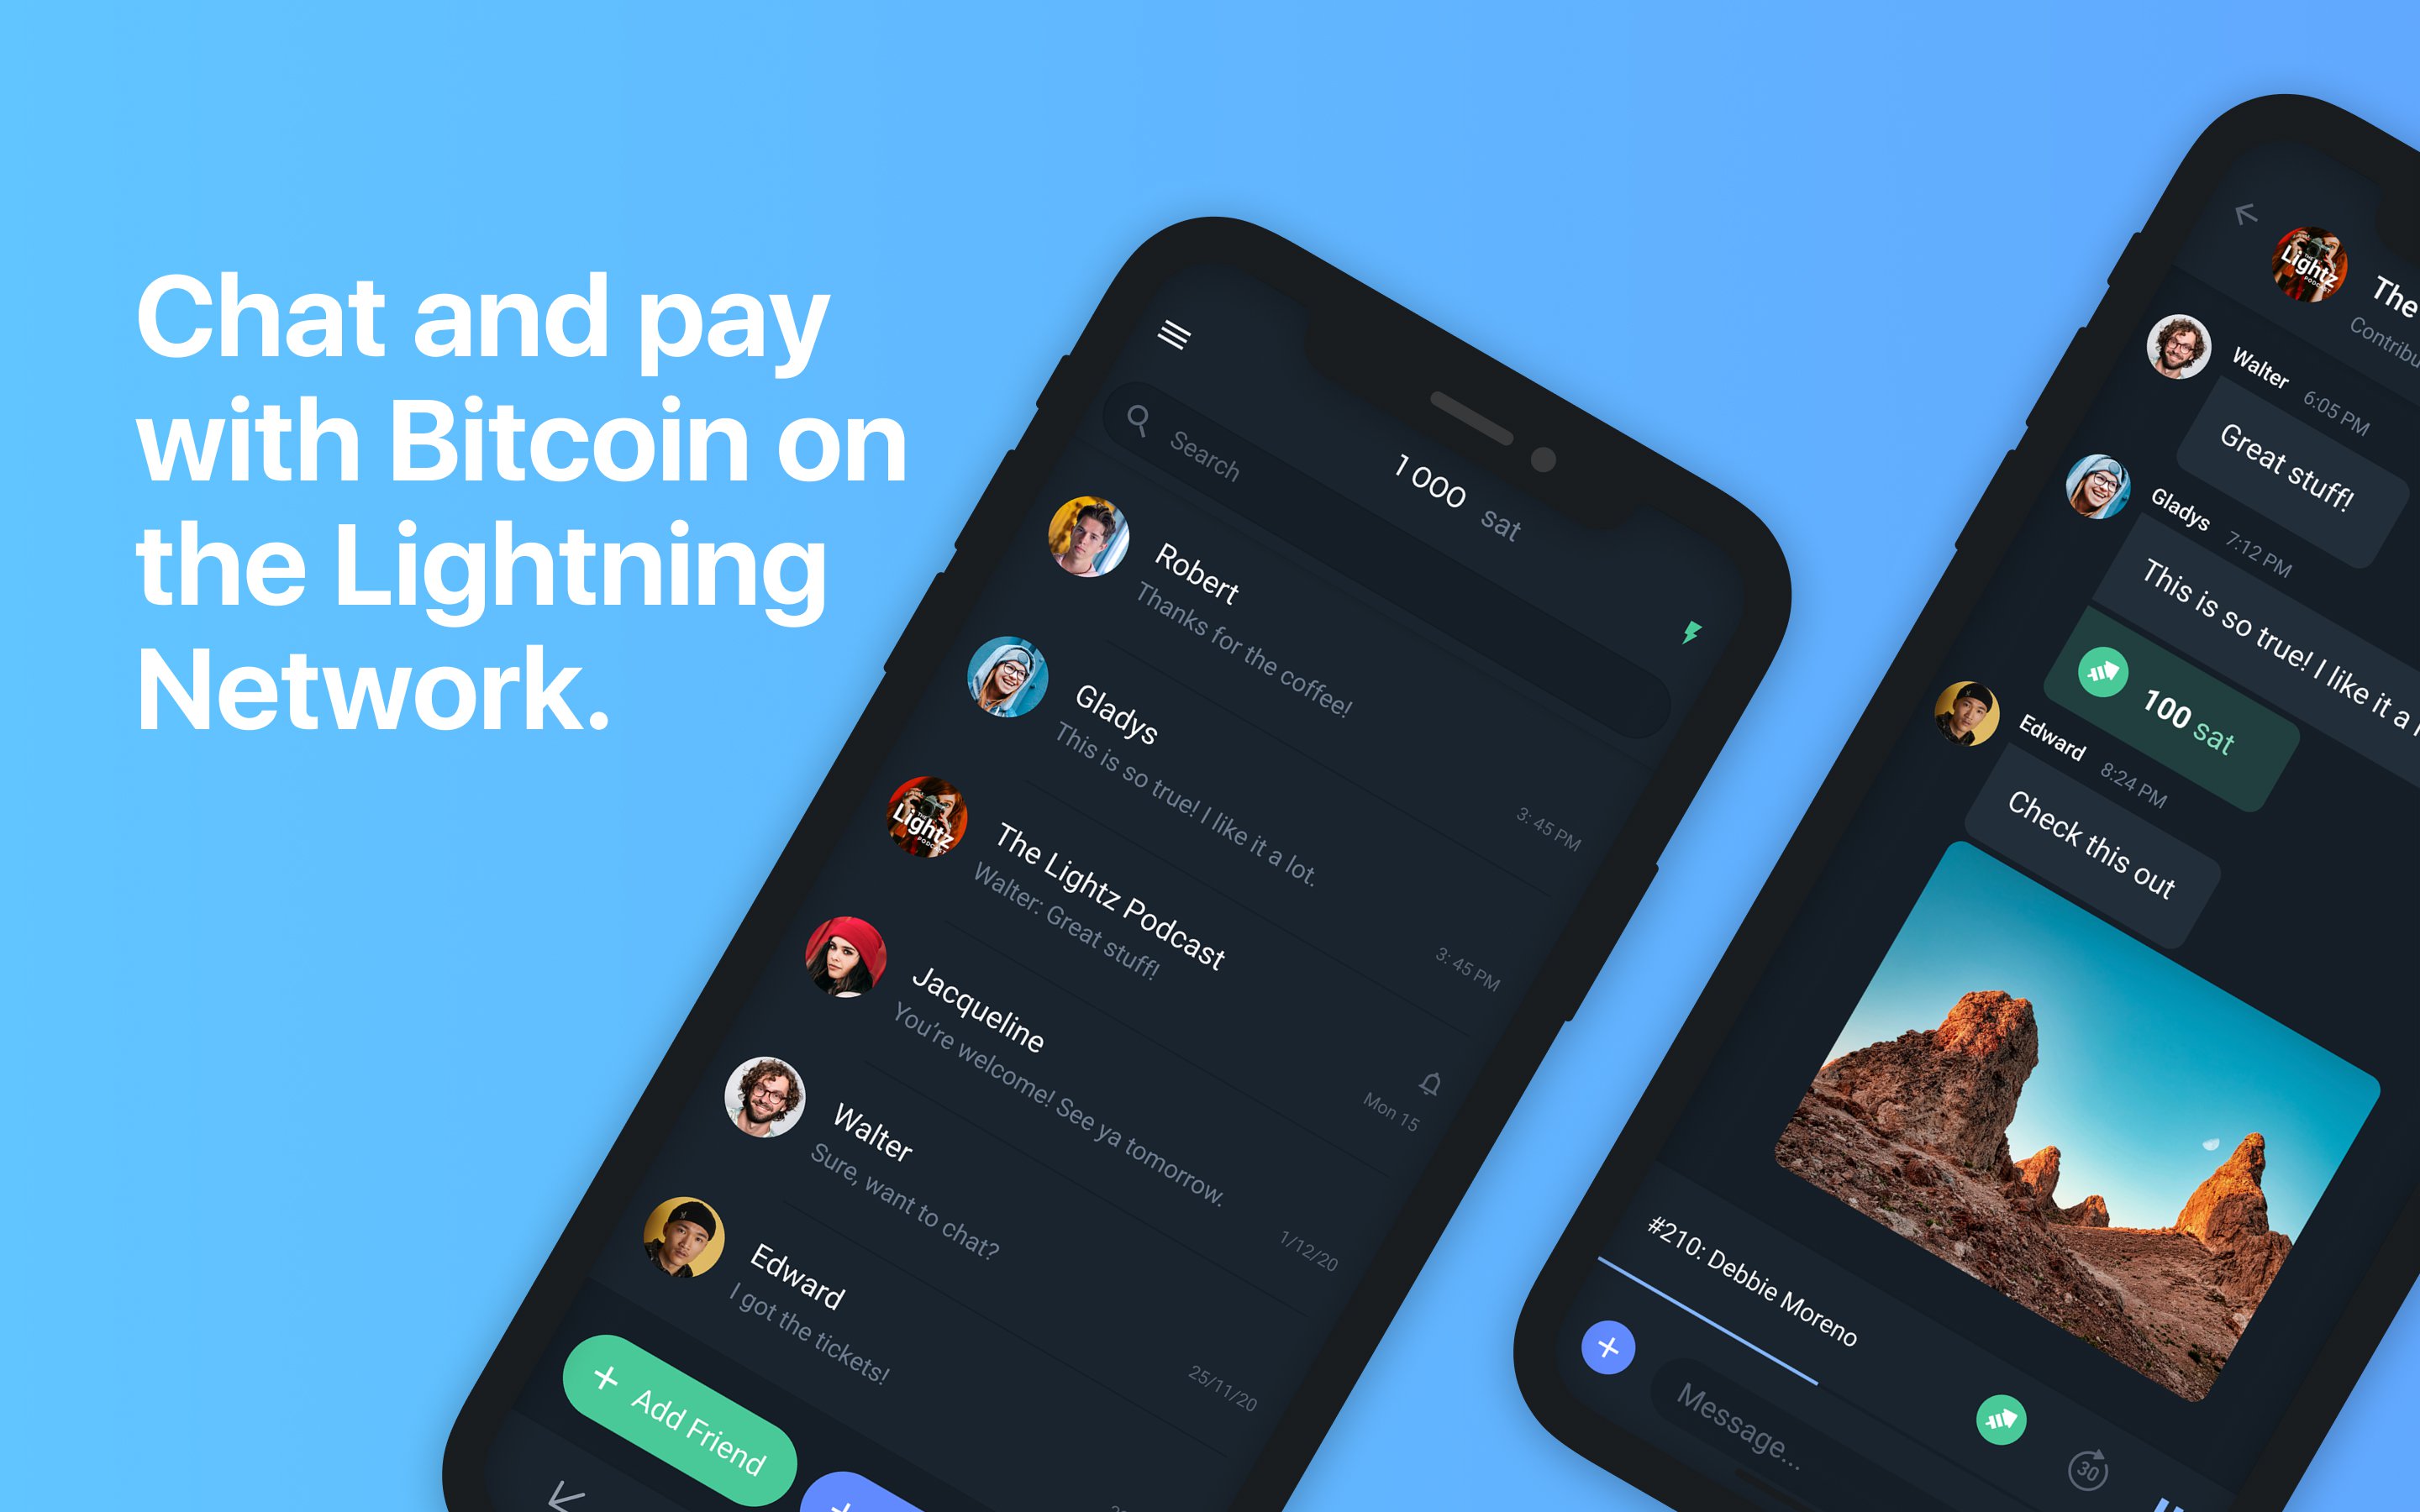 Chat and pay
with Bitcoin on
the Lightning
Network.
1 000 sat
Search
Robert
Thanks for the coffee!
3: 45 PM
Gladys
This is so true! I like it a lot.
3: 45 PM
The Lightz Podcast
Walter: Great stuff!
Mon 15
Jacqueline
You're welcome! See ya tomorrow.
1/12/20
Walter
Sure, want to chat?
25/11/20
Edward
I got the tickets!
+ Add Friend
Lightz
PODCAST
The
Walter 6:05 PM
Great stuff!
Gladys 7:12 PM
This is so true! I like it a
100 sat
Edward 8:24 PM
Check this out
#210: Debbie Moreno
Message...
30